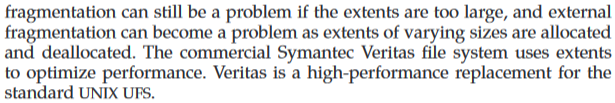 fragmentation can still be a problem if the extents are too large, and external
fragmentation can become a problem as extents of varying sizes are allocated
and deallocated. The commercial Symantec Veritas file system uses extents
to optimize performance. Veritas is a high-performance replacement for the
standard UNIX UFS.